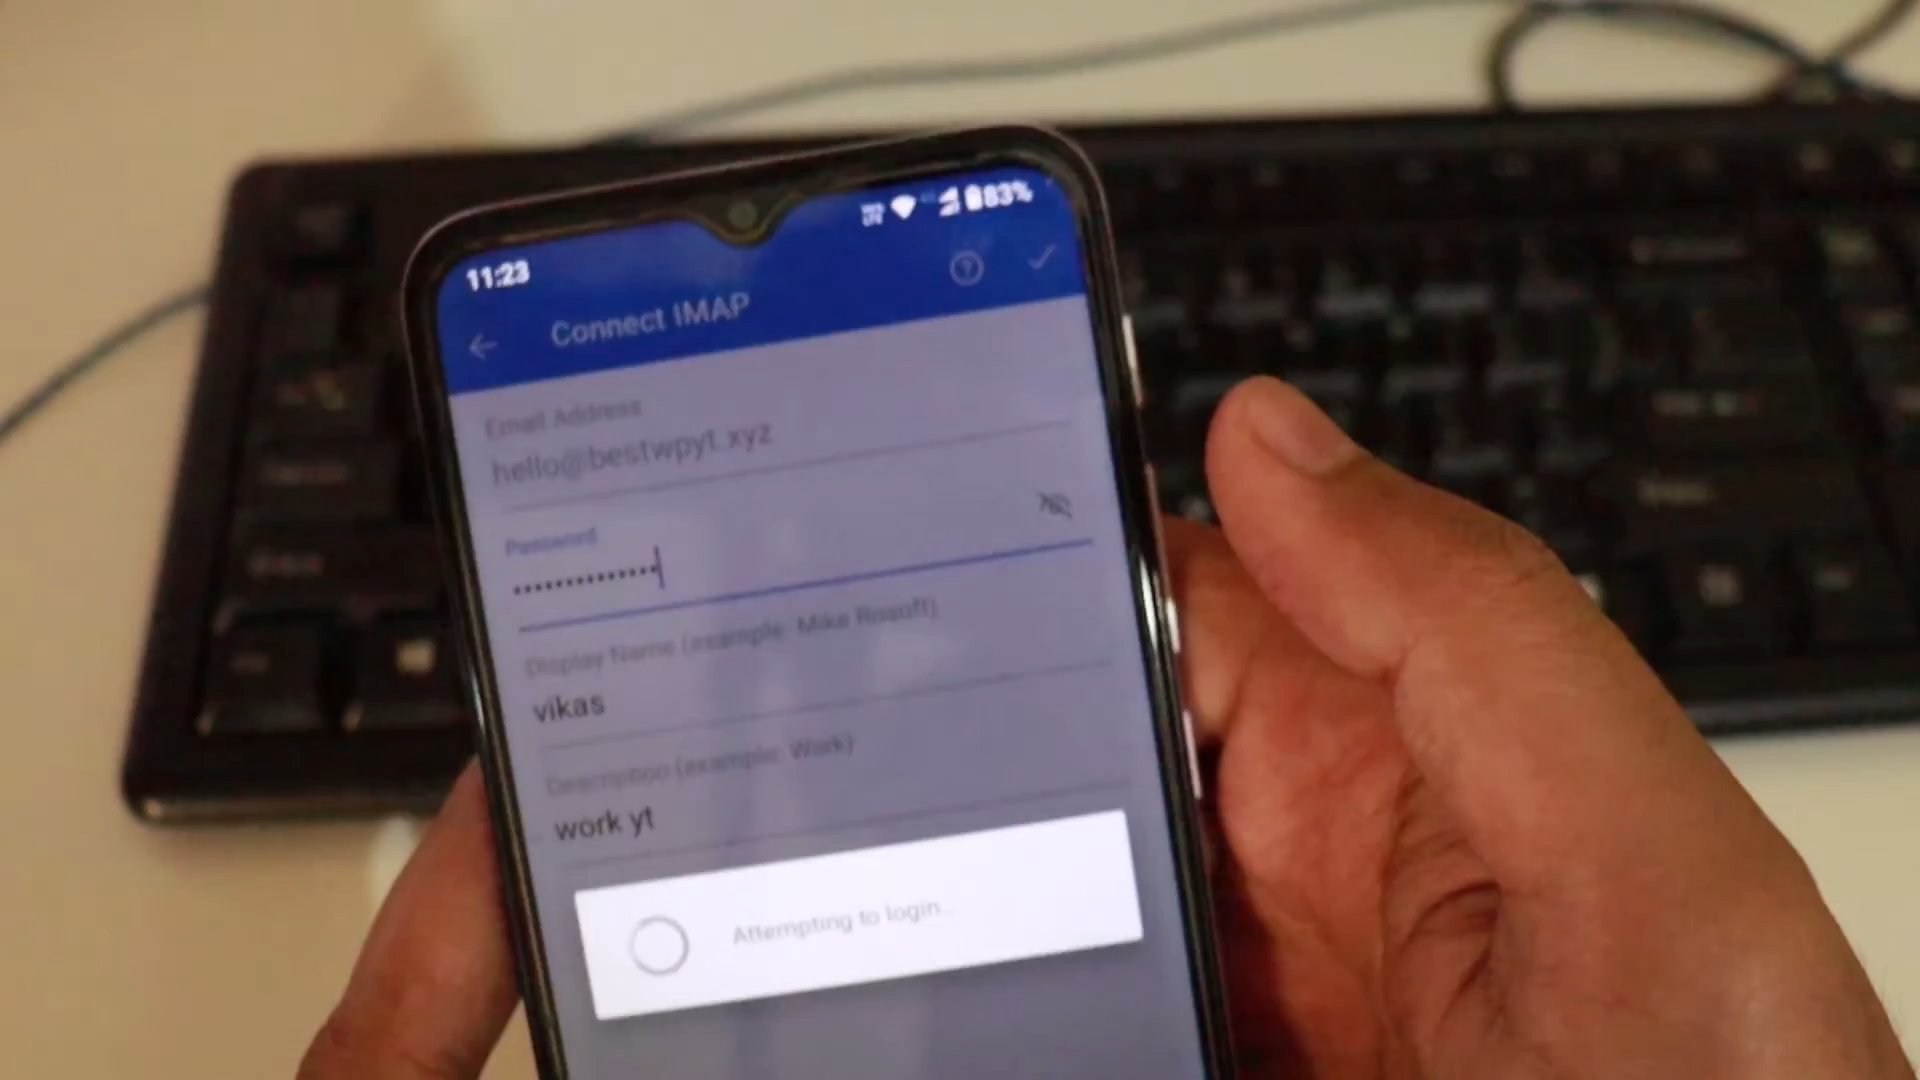 83%
11:23
Connect IMAP
Email Address
hello@bestwpyt.xyz
Password
••••••••••••••
Display Name (example: Mike Rosoft)
vikas
Description (example: Work)
work yt
Attempting to login...